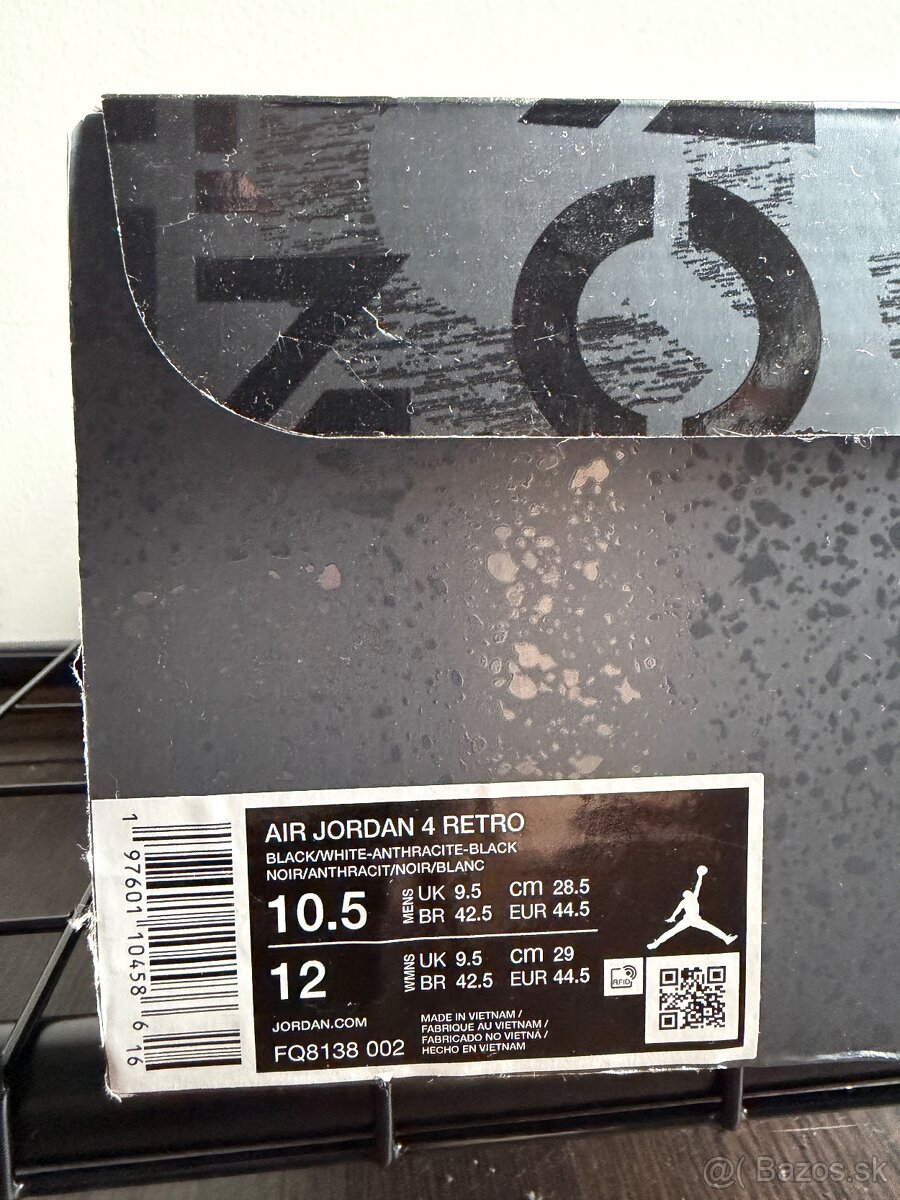 AIR JORDAN 4 RETRO
BLACK/WHITE-ANTHRACITE-BLACK
NOIR/ANTHRACIT/NOIR/BLANC
10.5 MENS UK 9.5 cm 28.5
BR 42.5 EUR 44.5
12 WMNS UK 9.5 cm 29
BR 42.5 EUR 44.5
RFID
JORDAN.COM
FQ8138 002
MADE IN VIETNAM /
FABRIQUE AU VIETNAM /
FABRICADO NO VIETNÃ /
HECHO EN VIETNAM
1 97601 10458 6 16
@( Bazos.sk